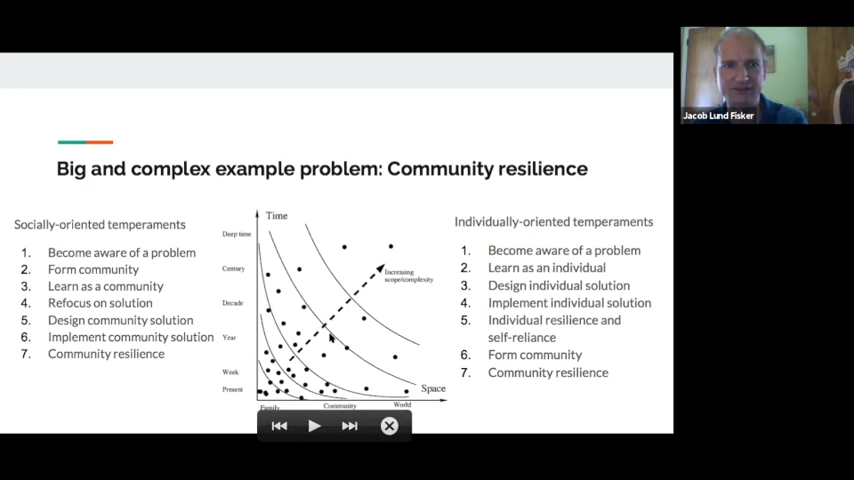 Jacob Lund Fisker
Big and complex example problem: Community resilience
Socially-oriented temperaments
1. Become aware of a problem
2. Form community
3. Learn as a community
4. Refocus on solution
5. Design community solution
6. Implement community solution
7. Community resilience
Time
Deep time
Century
Decade
Year
Week
Present
Increasing
scope/complexity
Space
Family
Community
World
Individually-oriented temperaments
1. Become aware of a problem
2. Learn as an individual
3. Design individual solution
4. Implement individual solution
5. Individual resilience and
self-reliance
6. Form community
7. Community resilience